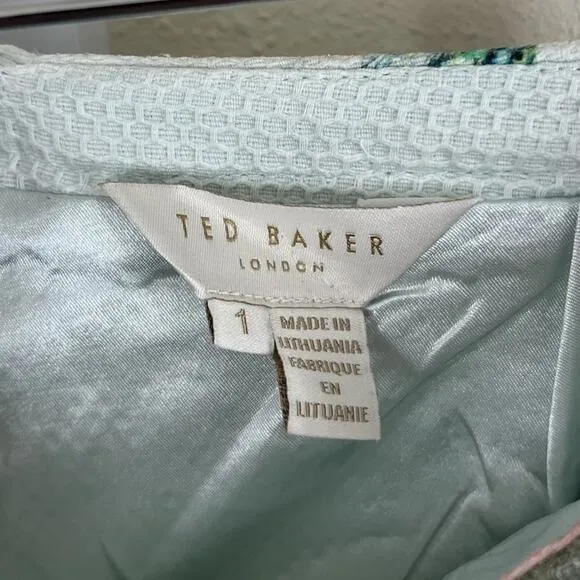 TED BAKER
LONDON
1
MADE IN
LITHUANIA
FABRIQUE
EN
LITUANIE